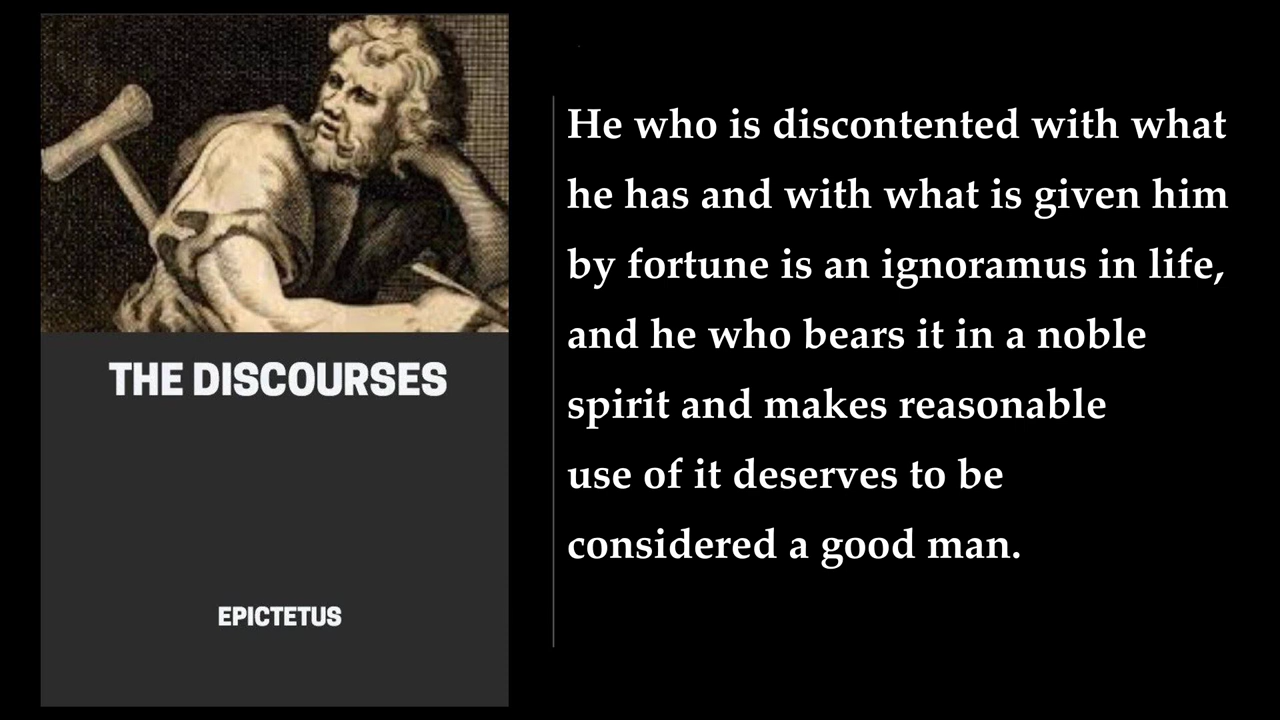 THE DISCOURSES
EPICTETUS
He who is discontented with what
he has and with what is given him
by fortune is an ignoramus in life,
and he who bears it in a noble
spirit and makes reasonable
use of it deserves to be
considered a good man.